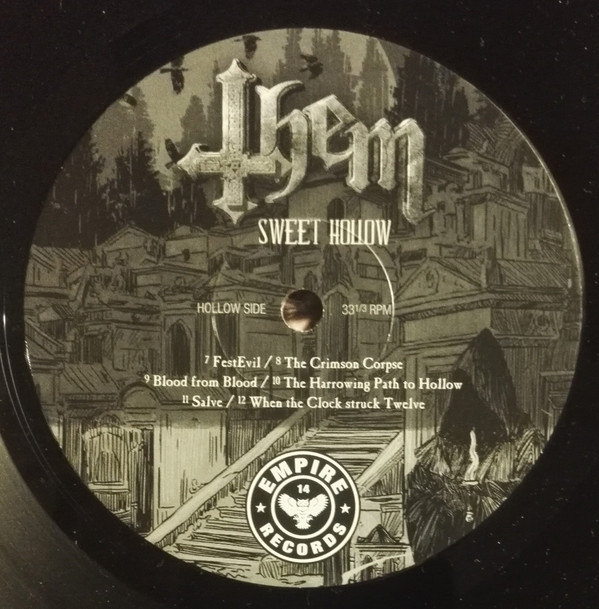 them
SWEET HOLLOW
HOLLOW SIDE 33 1/3 RPM
7 FestEvil / 8 The Crimson Corpse
9 Blood from Blood / 10 The Harrowing Path to Hollow
11 Salve / 12 When the Clock struck Twelve
EMPIRE
14
RECORDS